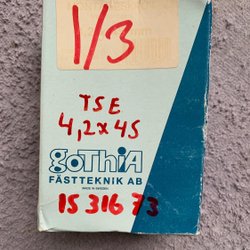 1/3
TSE
4,2x45
gothia
FÄSTTEKNIK AB
MADE IN SWEDEN
15 316 73